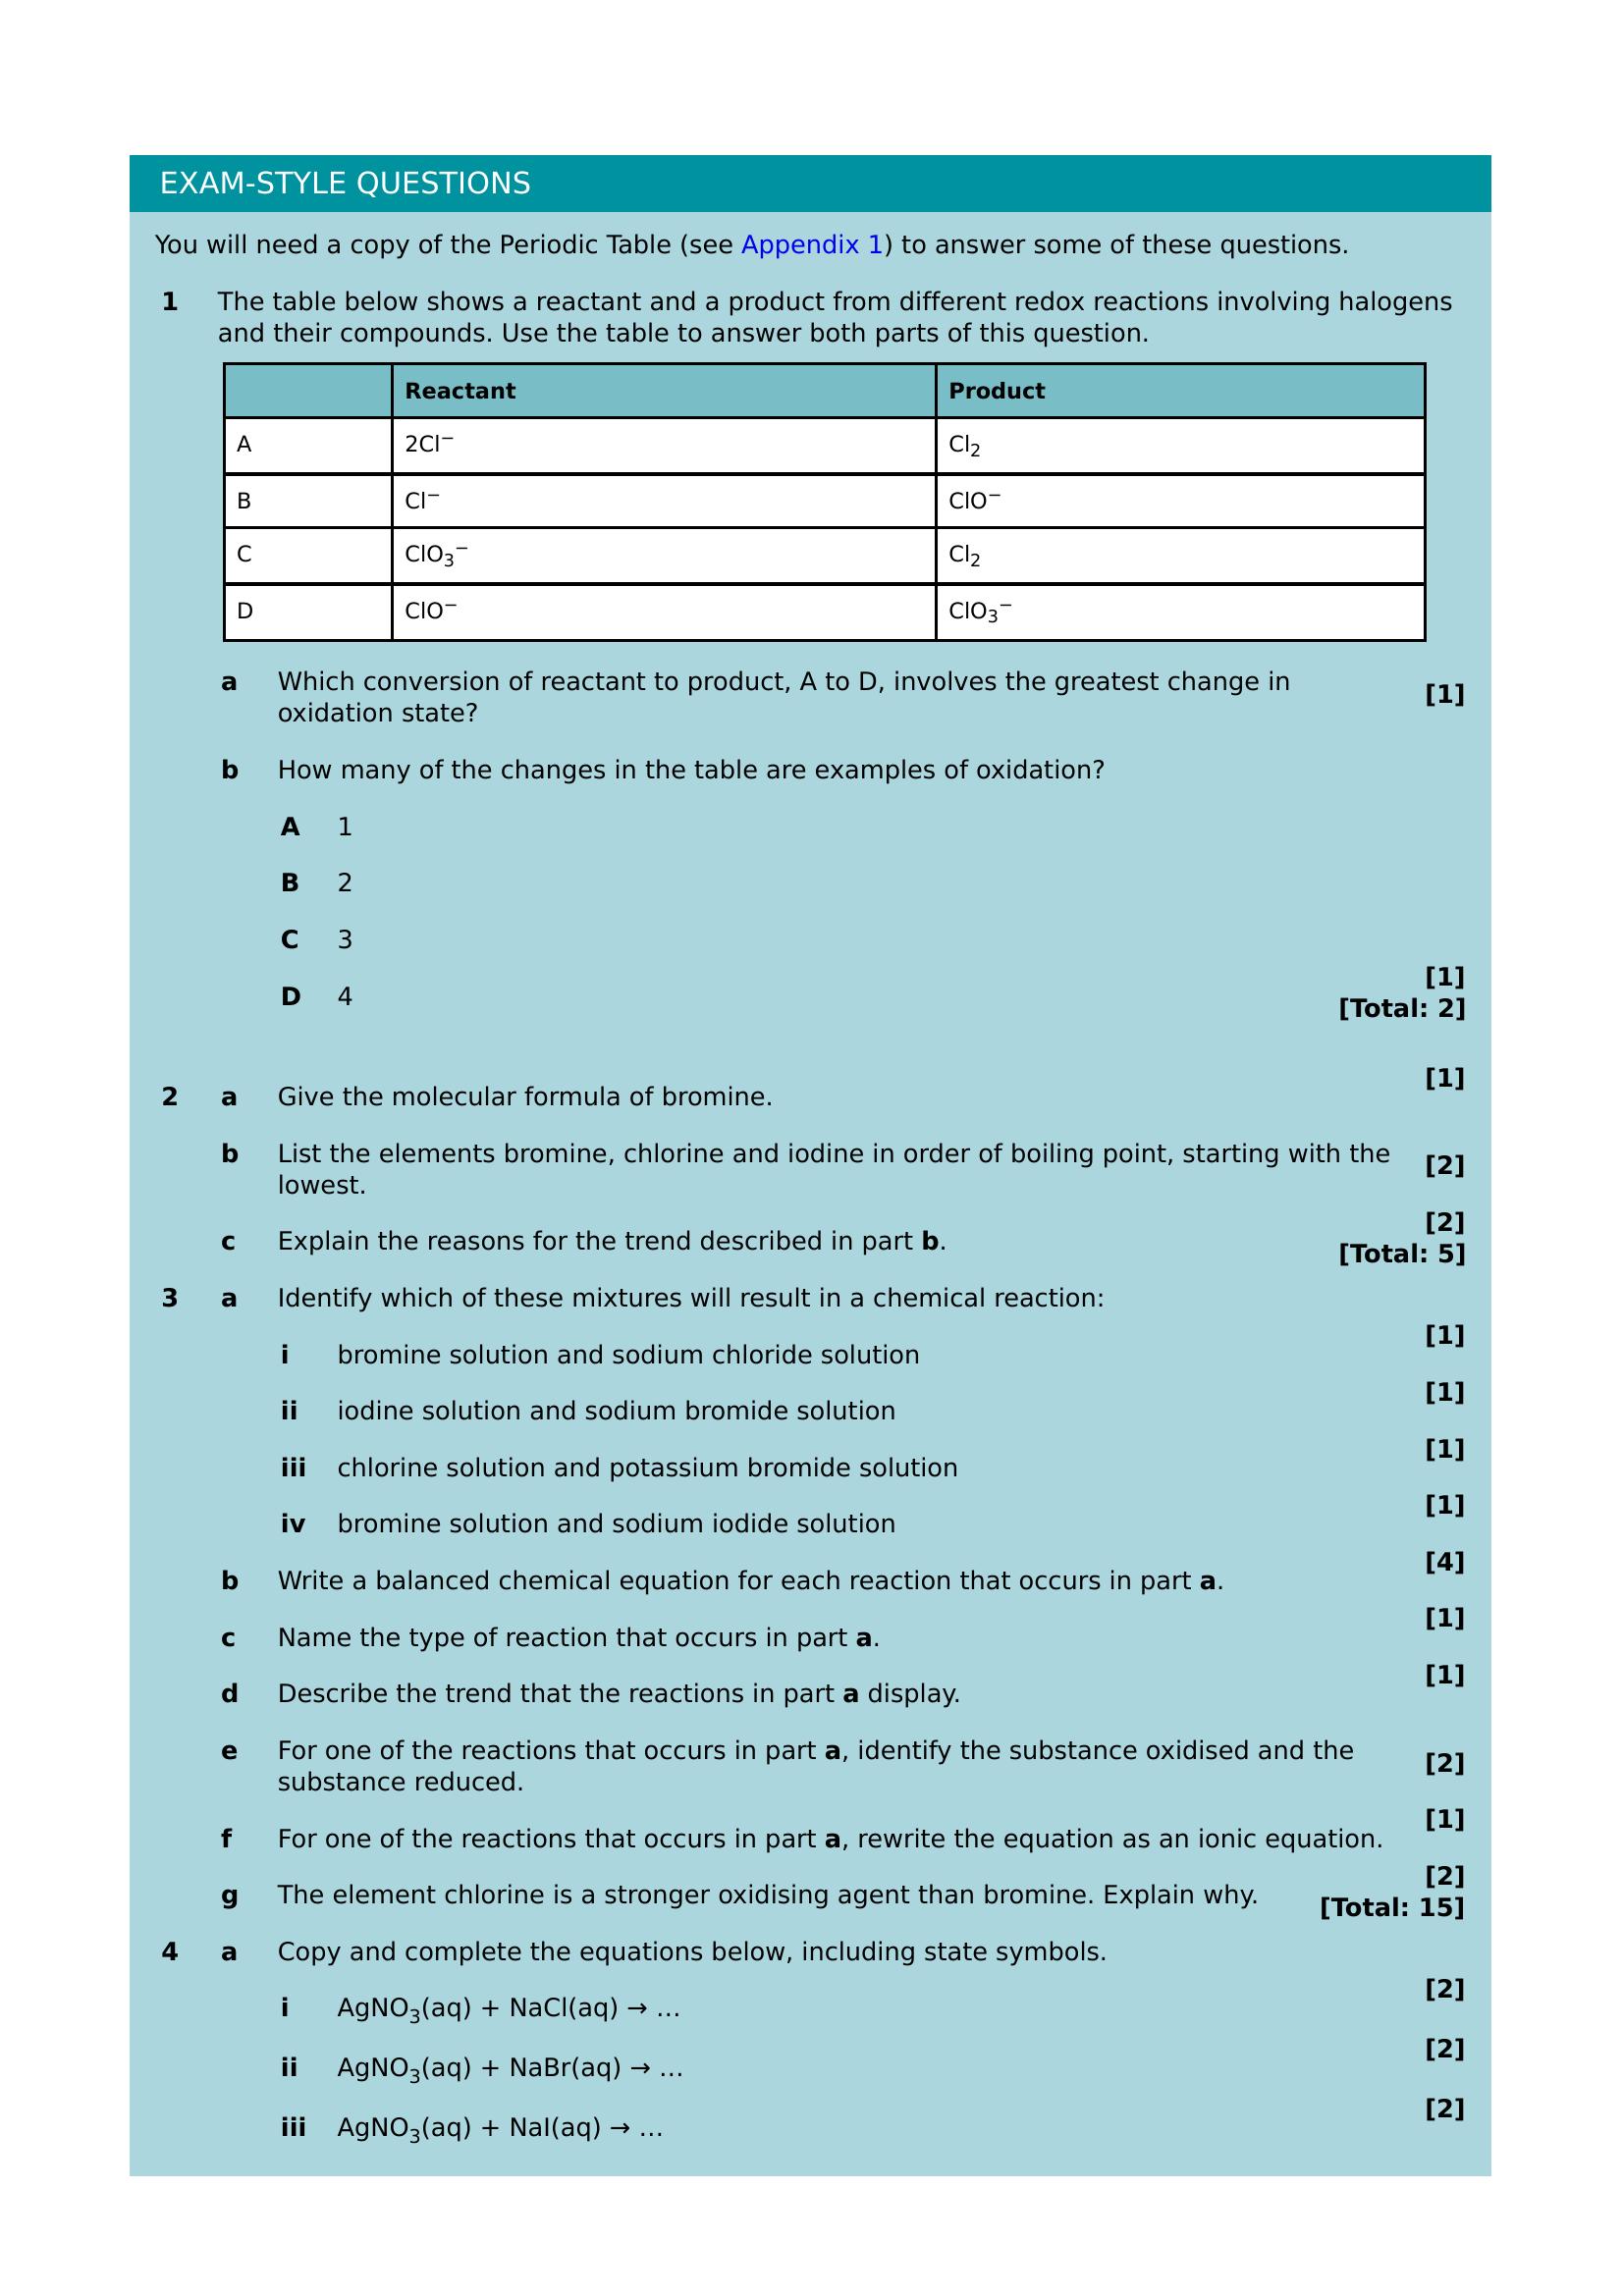 EXAM-STYLE QUESTIONS
You will need a copy of the Periodic Table (see Appendix 1) to answer some of these questions.
1 The table below shows a reactant and a product from different redox reactions involving halogens
and their compounds. Use the table to answer both parts of this question.
Reactant Product
A 2Cl⁻ Cl₂
B Cl⁻ ClO⁻
C ClO₃⁻ Cl₂
D ClO⁻ ClO₃⁻
a Which conversion of reactant to product, A to D, involves the greatest change in
oxidation state? [1]
b How many of the changes in the table are examples of oxidation?
A 1
B 2
C 3
D 4 [1]
[Total: 2]
2 a Give the molecular formula of bromine. [1]
b List the elements bromine, chlorine and iodine in order of boiling point, starting with the
lowest. [2]
c Explain the reasons for the trend described in part b. [2]
[Total: 5]
3 a Identify which of these mixtures will result in a chemical reaction:
i bromine solution and sodium chloride solution [1]
ii iodine solution and sodium bromide solution [1]
iii chlorine solution and potassium bromide solution [1]
iv bromine solution and sodium iodide solution [1]
b Write a balanced chemical equation for each reaction that occurs in part a. [4]
c Name the type of reaction that occurs in part a. [1]
d Describe the trend that the reactions in part a display. [1]
e For one of the reactions that occurs in part a, identify the substance oxidised and the
substance reduced. [2]
f For one of the reactions that occurs in part a, rewrite the equation as an ionic equation. [1]
g The element chlorine is a stronger oxidising agent than bromine. Explain why. [2]
[Total: 15]
4 a Copy and complete the equations below, including state symbols.
i AgNO₃(aq) + NaCl(aq) → … [2]
ii AgNO₃(aq) + NaBr(aq) → … [2]
iii AgNO₃(aq) + NaI(aq) → … [2]